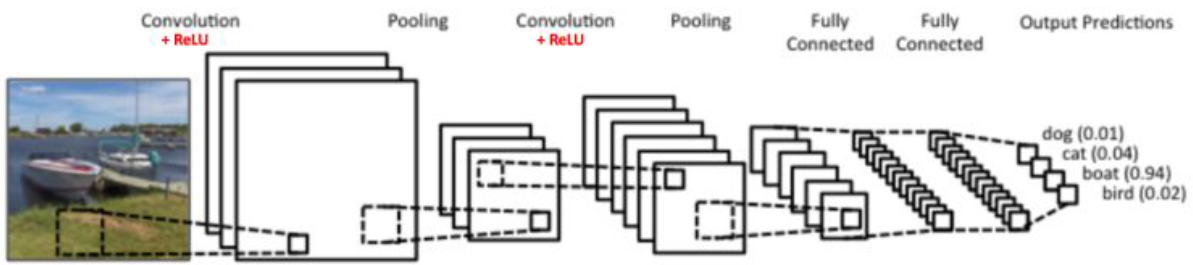 Convolution
+ ReLU
Pooling
Convolution
+ ReLU
Pooling
Fully
Connected
Fully
Connected
Output Predictions
dog (0.01)
cat (0.04)
boat (0.94)
bird (0.02)